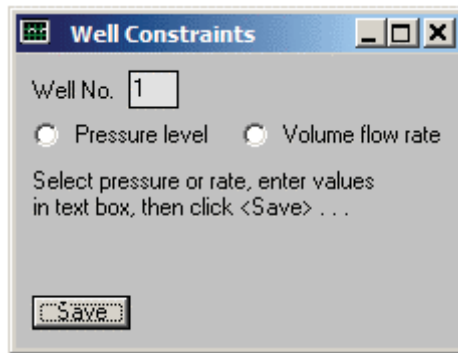 Well Constraints
Well No. 1
Pressure level Volume flow rate
Select pressure or rate, enter values
in text box, then click <Save> . . .
Save